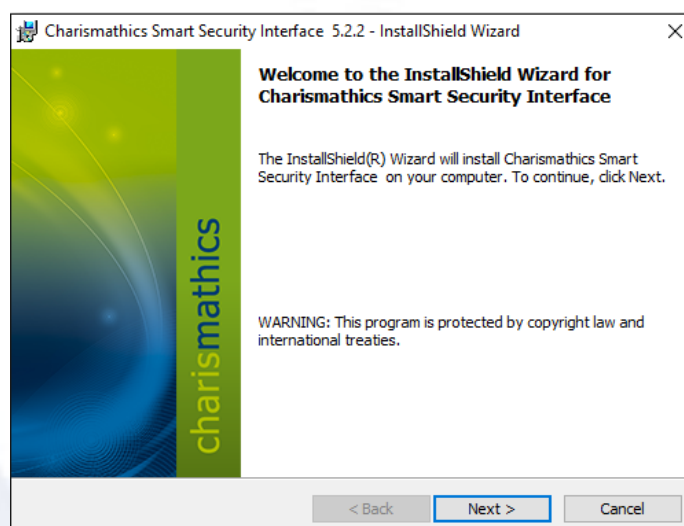 Charismathics Smart Security Interface 5.2.2 - InstallShield Wizard
Welcome to the InstallShield Wizard for
Charismathics Smart Security Interface
The InstallShield(R) Wizard will install Charismathics Smart
Security Interface on your computer. To continue, click Next.
charismathics
WARNING: This program is protected by copyright law and
international treaties.
< Back
Next >
Cancel